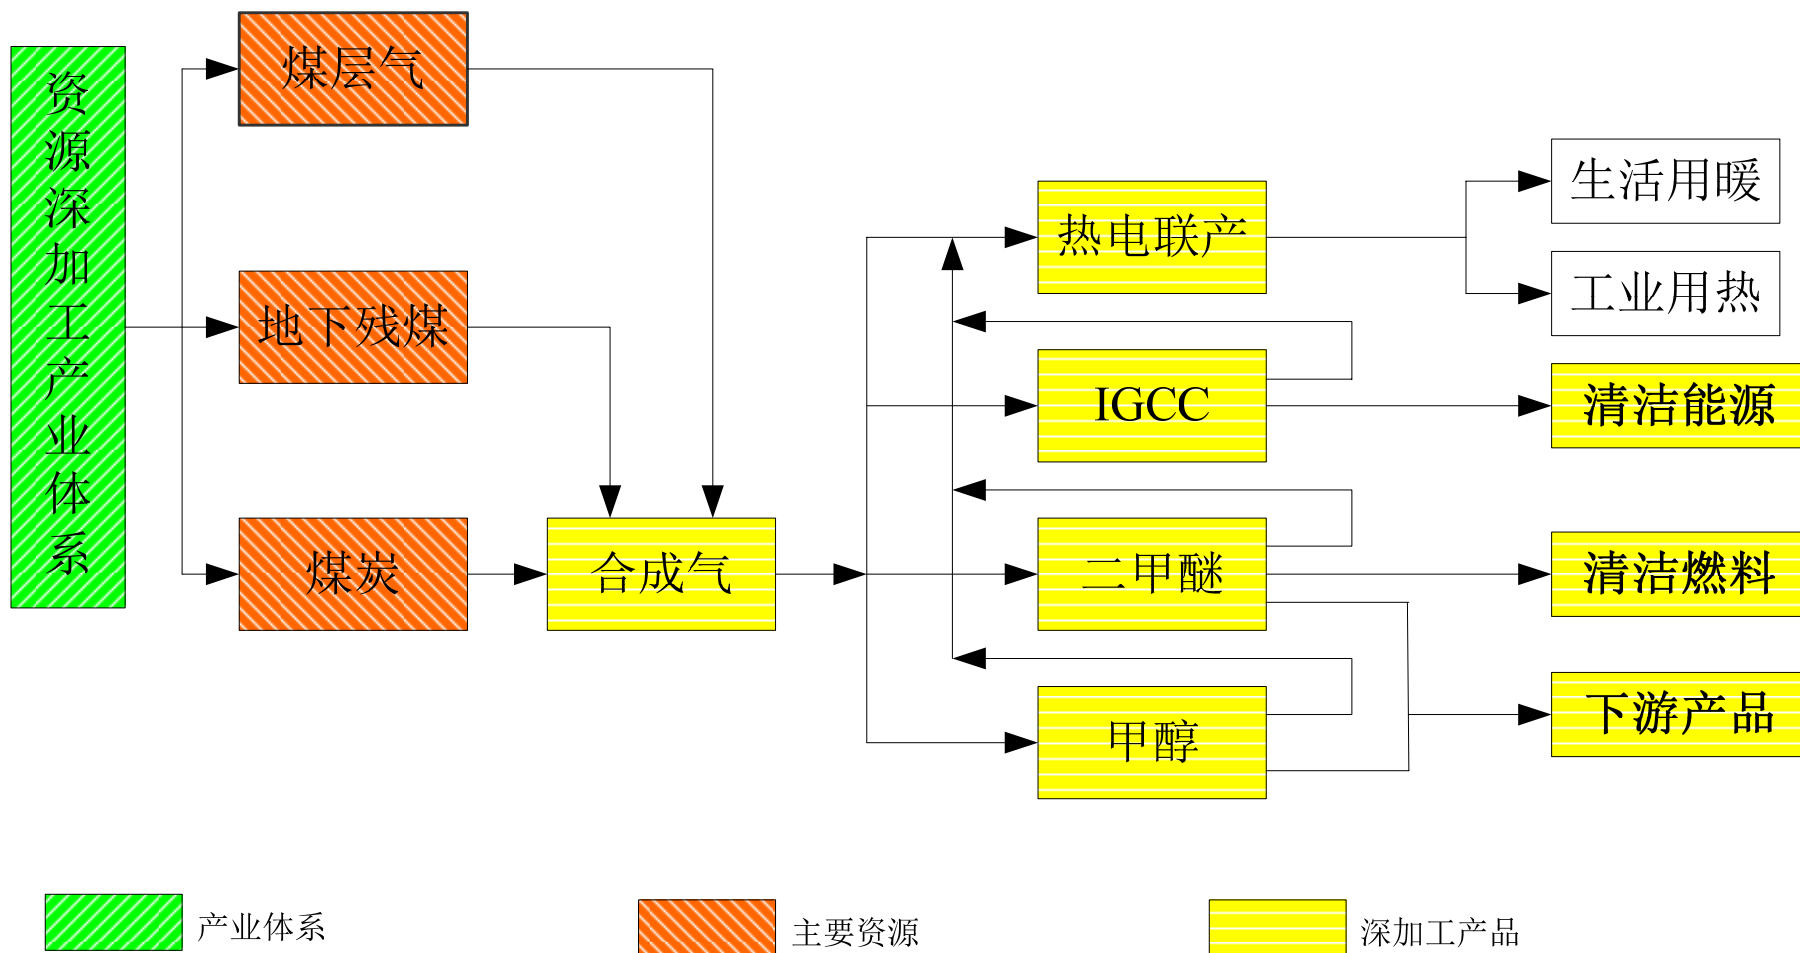 资源深加工产业体系
煤层气
地下残煤
煤炭
合成气
热电联产
IGCC
二甲醚
甲醇
生活用暖
工业用热
清洁能源
清洁燃料
下游产品
产业体系
主要资源
深加工产品